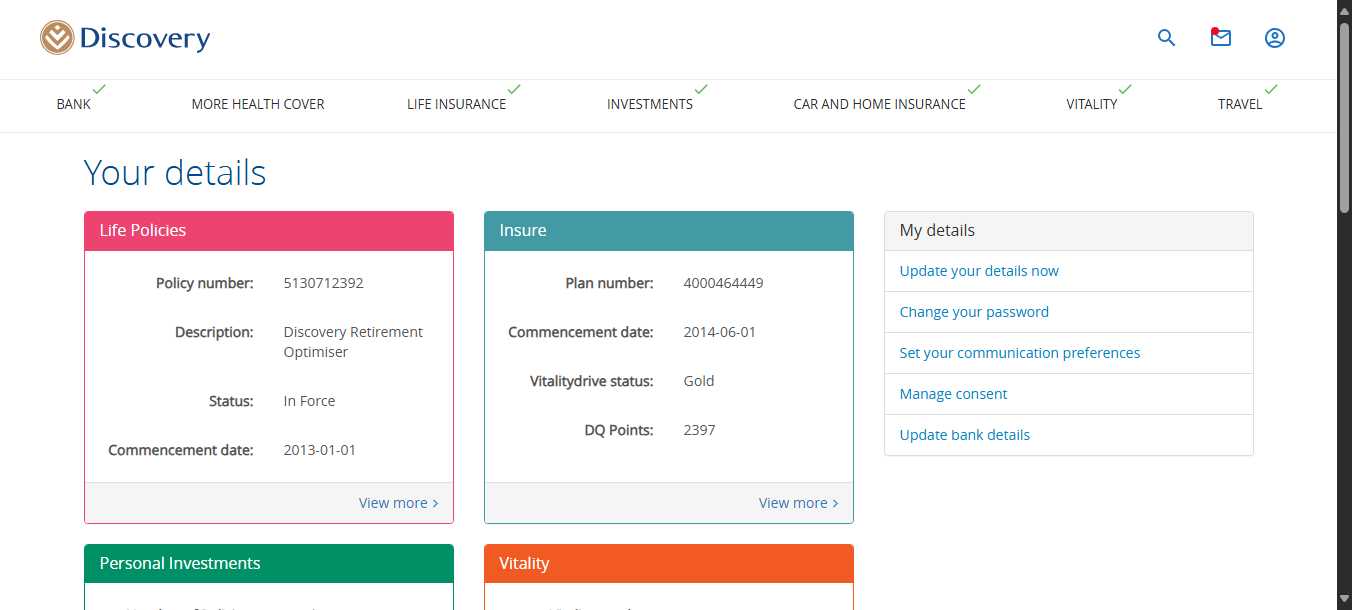 Discovery
BANK
MORE HEALTH COVER
LIFE INSURANCE
INVESTMENTS
CAR AND HOME INSURANCE
VITALITY
TRAVEL
Your details
Life Policies
Policy number: 5130712392
Description: Discovery Retirement
Optimiser
Status: In Force
Commencement date: 2013-01-01
View more >
Insure
Plan number: 4000464449
Commencement date: 2014-06-01
Vitalitydrive status: Gold
DQ Points: 2397
View more >
My details
Update your details now
Change your password
Set your communication preferences
Manage consent
Update bank details
Personal Investments
Vitality